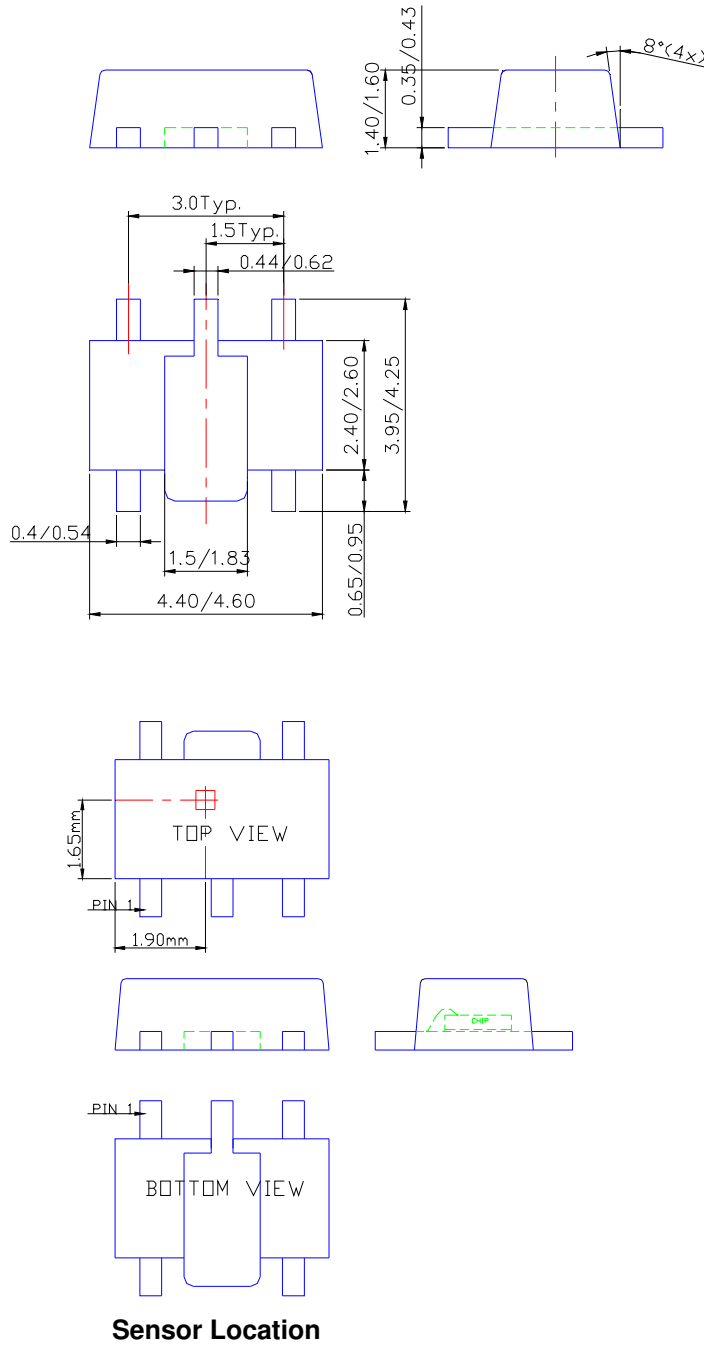 8°(4x)
0.35/0.43
1.40/1.60
3.0Typ.
1.5Typ.
0.44/0.62
2.40/2.60
3.95/4.25
0.4/0.54
1.5/1.83
0.65/0.95
4.40/4.60
TOP VIEW
1.65mm
PIN 1
1.90mm
CHIP
PIN 1
BOTTOM VIEW
Sensor Location